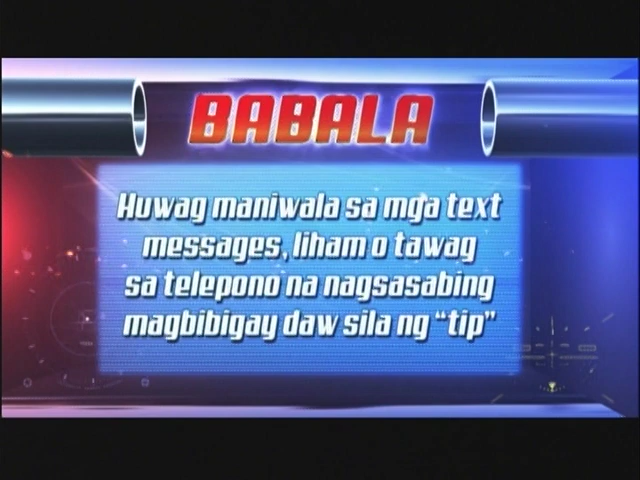 BABALA
Huwag maniwala sa mga text
messages, liham o tawag
sa telepono na nagsasabing
magbibigay daw sila ng “tip”